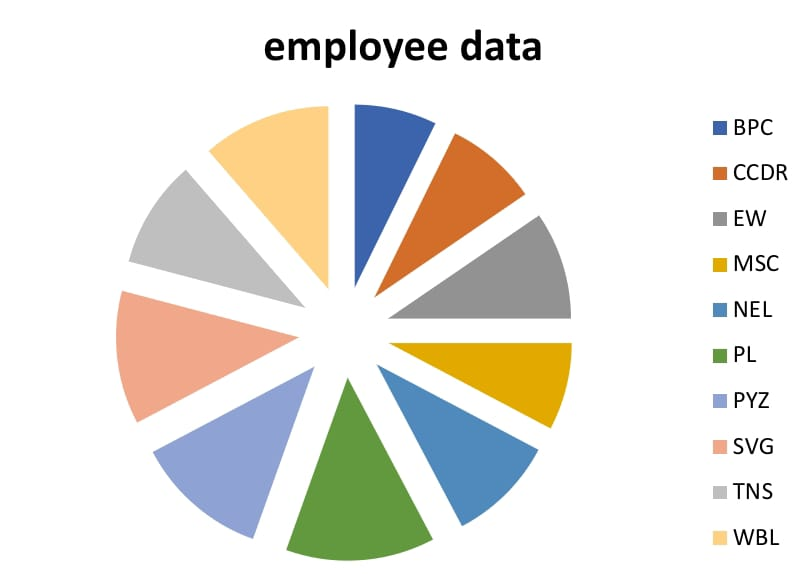 employee data
BPC
CCDR
EW
MSC
NEL
PL
PYZ
SVG
TNS
WBL